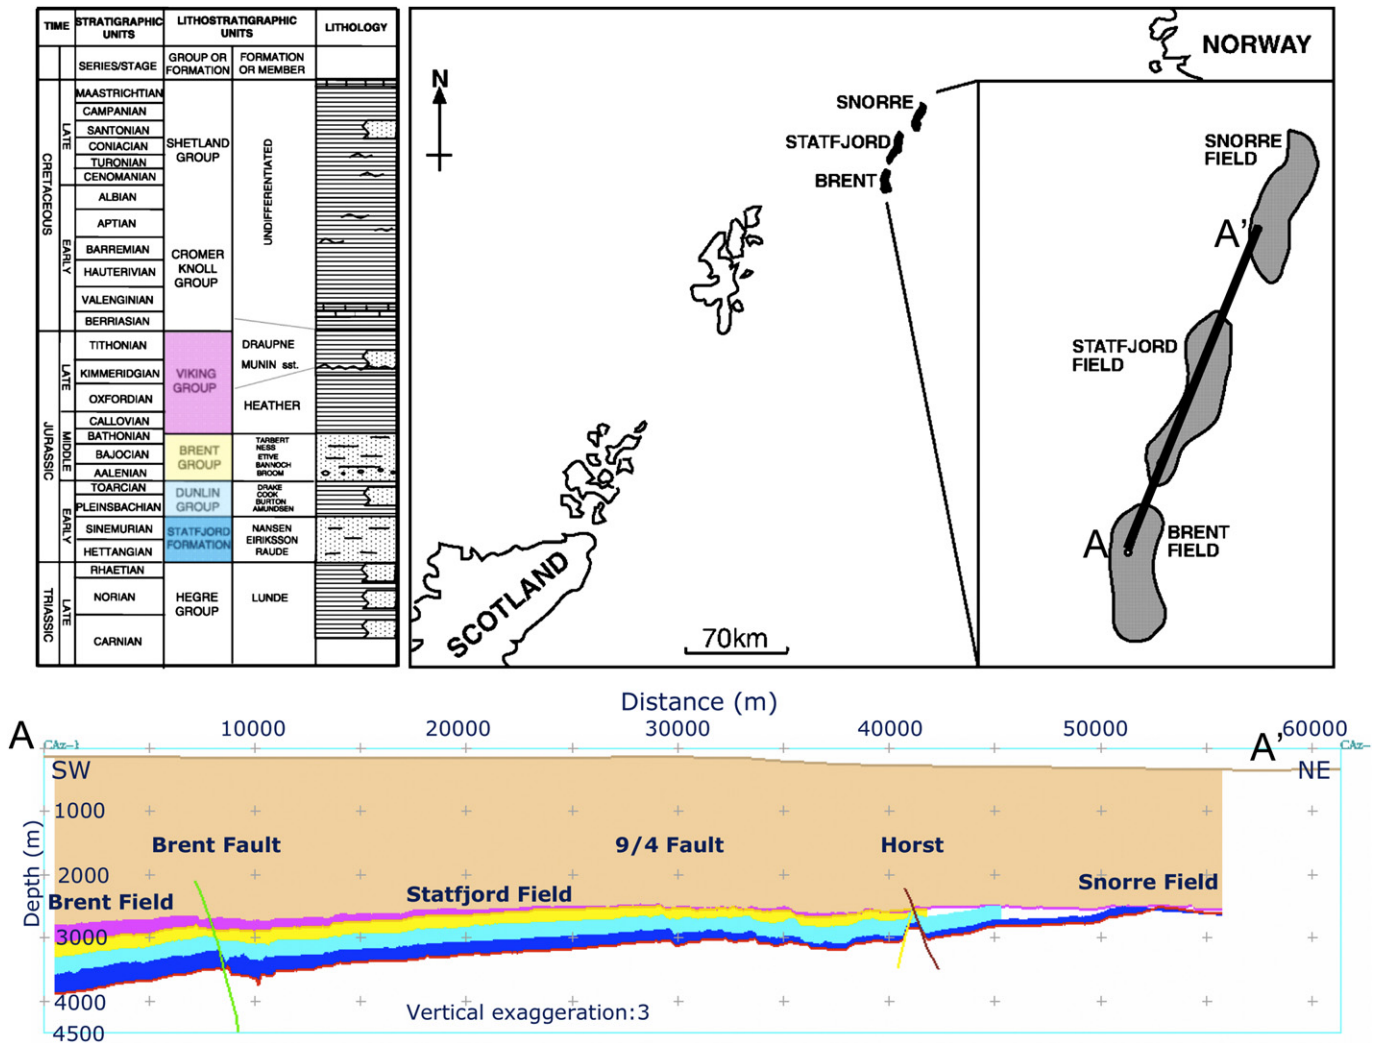 TIME
STRATIGRAPHIC
UNITS
LITHOSTRATIGRAPHIC
UNITS
LITHOLOGY
SERIES/STAGE
GROUP OR
FORMATION
FORMATION
OR MEMBER
CRETACEOUS
LATE
EARLY
MAASTRICHTIAN
CAMPANIAN
SANTONIAN
CONIACIAN
TURONIAN
CENOMANIAN
ALBIAN
APTIAN
BARREMIAN
HAUTERIVIAN
VALENGINIAN
BERRIASIAN
SHETLAND
GROUP
CROMER
KNOLL
GROUP
UNDIFFERENTIATED
JURASSIC
LATE
MIDDLE
EARLY
TITHONIAN
KIMMERIDGIAN
OXFORDIAN
CALLOVIAN
BATHONIAN
BAJOCIAN
AALENIAN
TOARCIAN
PLEINSBACHIAN
SINEMURIAN
HETTANGIAN
VIKING
GROUP
DRAUPNE
MUNIN sst.
HEATHER
BRENT
GROUP
TARBERT
NESS
ETIVE
BANNOCH
BROOM
DUNLIN
GROUP
DRAKE
COOK
BURTON
AMUNDSEN
STATFJORD
FORMATION
NANSEN
EIRIKSSON
RAUDE
TRIASSIC
LATE
RHAETIAN
NORIAN
CARNIAN
HEGRE
GROUP
LUNDE
N
NORWAY
SNORRE
STATFJORD
BRENT
SCOTLAND
70km
SNORRE
FIELD
A'
STATFJORD
FIELD
A
BRENT
FIELD
Distance (m)
A
10000
20000
30000
40000
50000
60000
A'
CAz-1
CAz-
SW
NE
Depth (m)
1000
2000
3000
4000
4500
Brent Fault
9/4 Fault
Horst
Brent Field
Statfjord Field
Snorre Field
Vertical exaggeration:3